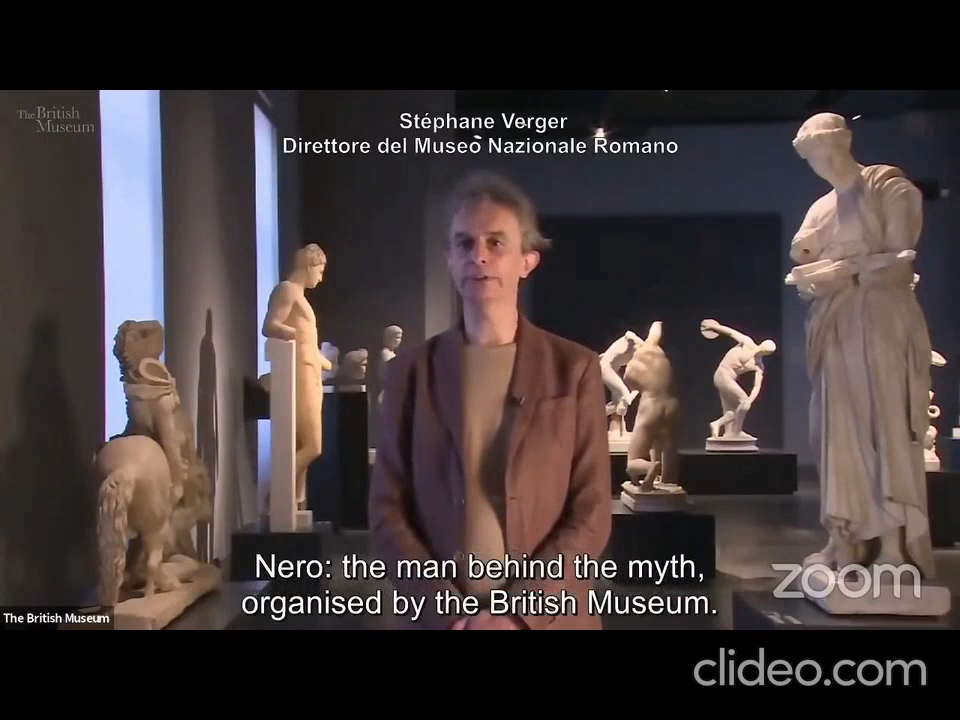 The British
Museum
Stéphane Verger
Direttore del Museo Nazionale Romano
Nero: the man behind the myth,
organised by the British Museum.
zoom
The British Museum
clideo.com